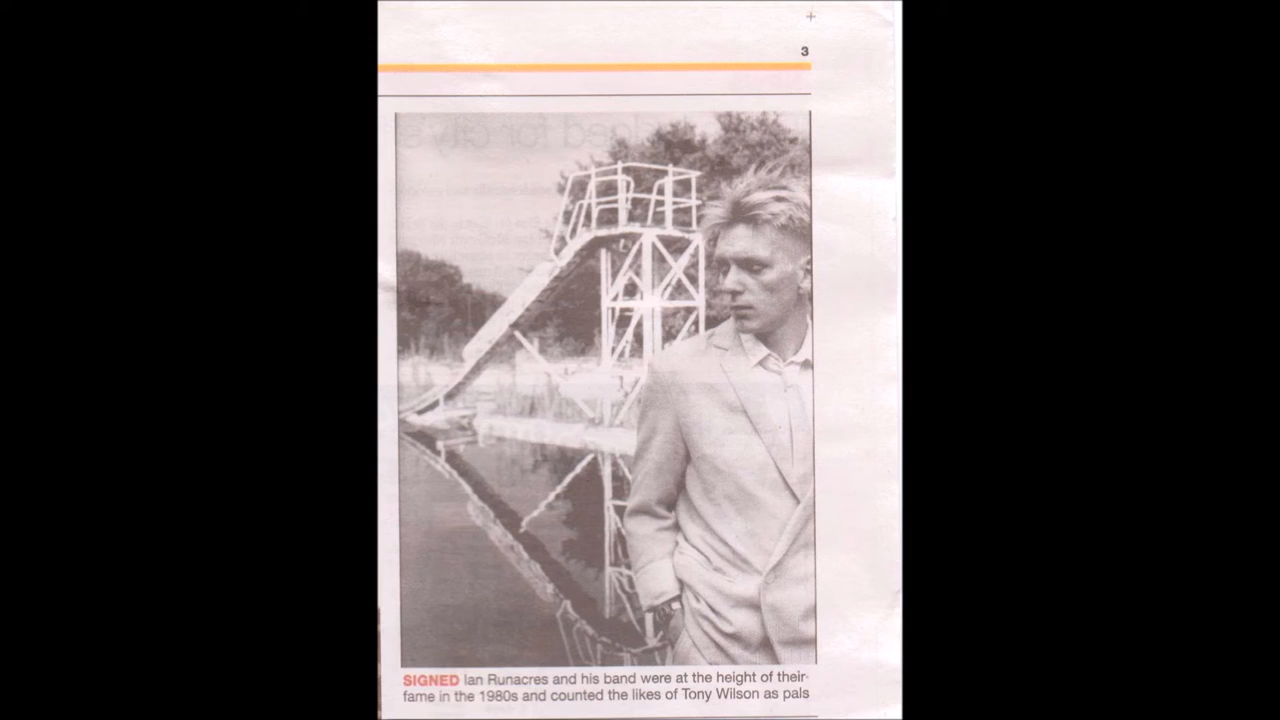 3
SIGNED Ian Runacres and his band were at the height of their
fame in the 1980s and counted the likes of Tony Wilson as pals